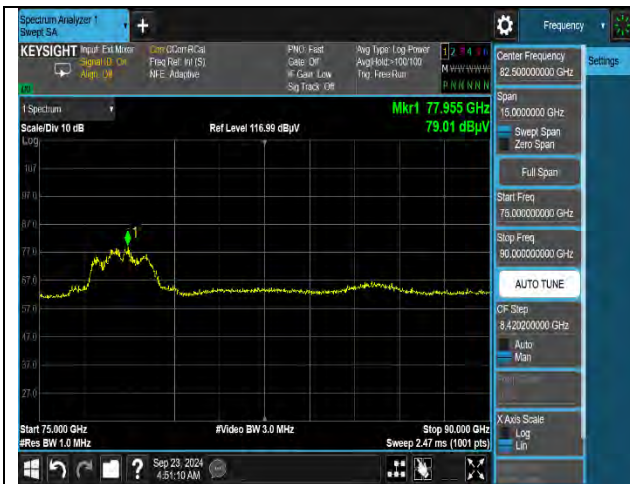 Spectrum Analyzer 1
Swept SA
+
Frequency
KEYSIGHT
Input: Ext Mixer
Signal ID: On
Align: Off
Corr CCorr RCal
Freq Ref: Int (S)
NFE: Adaptive
PNO: Fast
Gate: Off
IF Gain: Low
Sig Track: Off
Avg Type: Log-Power
Avg|Hold:>100/100
Trig: Free Run
1 Spectrum
Scale/Div 10 dB
Ref Level 116.99 dBµV
Mkr1 77.955 GHz
79.01 dBµV
Log
107
97.0
87.0
77.0
67.0
57.0
47.0
37.0
27.0
1
Start 75.000 GHz
#Res BW 1.0 MHz
#Video BW 3.0 MHz
Stop 90.000 GHz
Sweep 2.47 ms (1001 pts)
Center Frequency
82.500000000 GHz
Settings
Span
15.0000000 GHz
Swept Span
Zero Span
Full Span
Start Freq
75.000000000 GHz
Stop Freq
90.000000000 GHz
AUTO TUNE
CF Step
8.420200000 GHz
Auto
Man
X Axis Scale
Log
Lin
?
Sep 23, 2024
4:51:10 AM